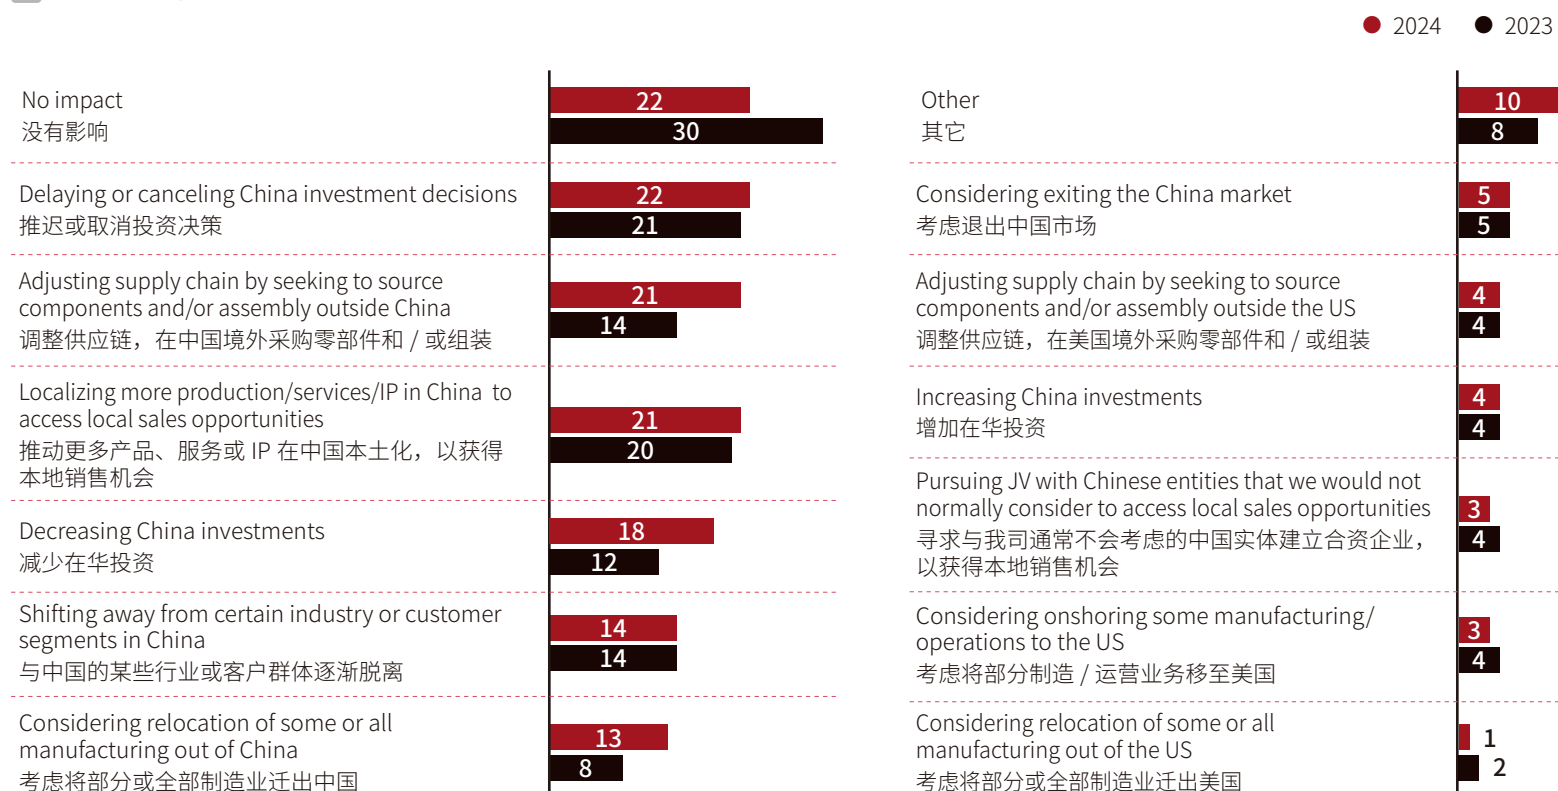 2024 2023
No impact
没有影响
22
30
Delaying or canceling China investment decisions
推迟或取消投资决策
22
21
Adjusting supply chain by seeking to source
components and/or assembly outside China
调整供应链，在中国境外采购零部件和 / 或组装
21
14
Localizing more production/services/IP in China to
access local sales opportunities
推动更多产品、服务或 IP 在中国本土化，以获得
本地销售机会
21
20
Decreasing China investments
减少在华投资
18
12
Shifting away from certain industry or customer
segments in China
与中国的某些行业或客户群体逐渐脱离
14
14
Considering relocation of some or all
manufacturing out of China
考虑将部分或全部制造业迁出中国
13
8
Other
其它
10
8
Considering exiting the China market
考虑退出中国市场
5
5
Adjusting supply chain by seeking to source
components and/or assembly outside the US
调整供应链，在美国境外采购零部件和 / 或组装
4
4
Increasing China investments
增加在华投资
4
4
Pursuing JV with Chinese entities that we would not
normally consider to access local sales opportunities
寻求与我司通常不会考虑的中国实体建立合资企业，
以获得本地销售机会
3
4
Considering onshoring some manufacturing/
operations to the US
考虑将部分制造 / 运营业务移至美国
3
4
Considering relocation of some or all
manufacturing out of the US
考虑将部分或全部制造业迁出美国
1
2